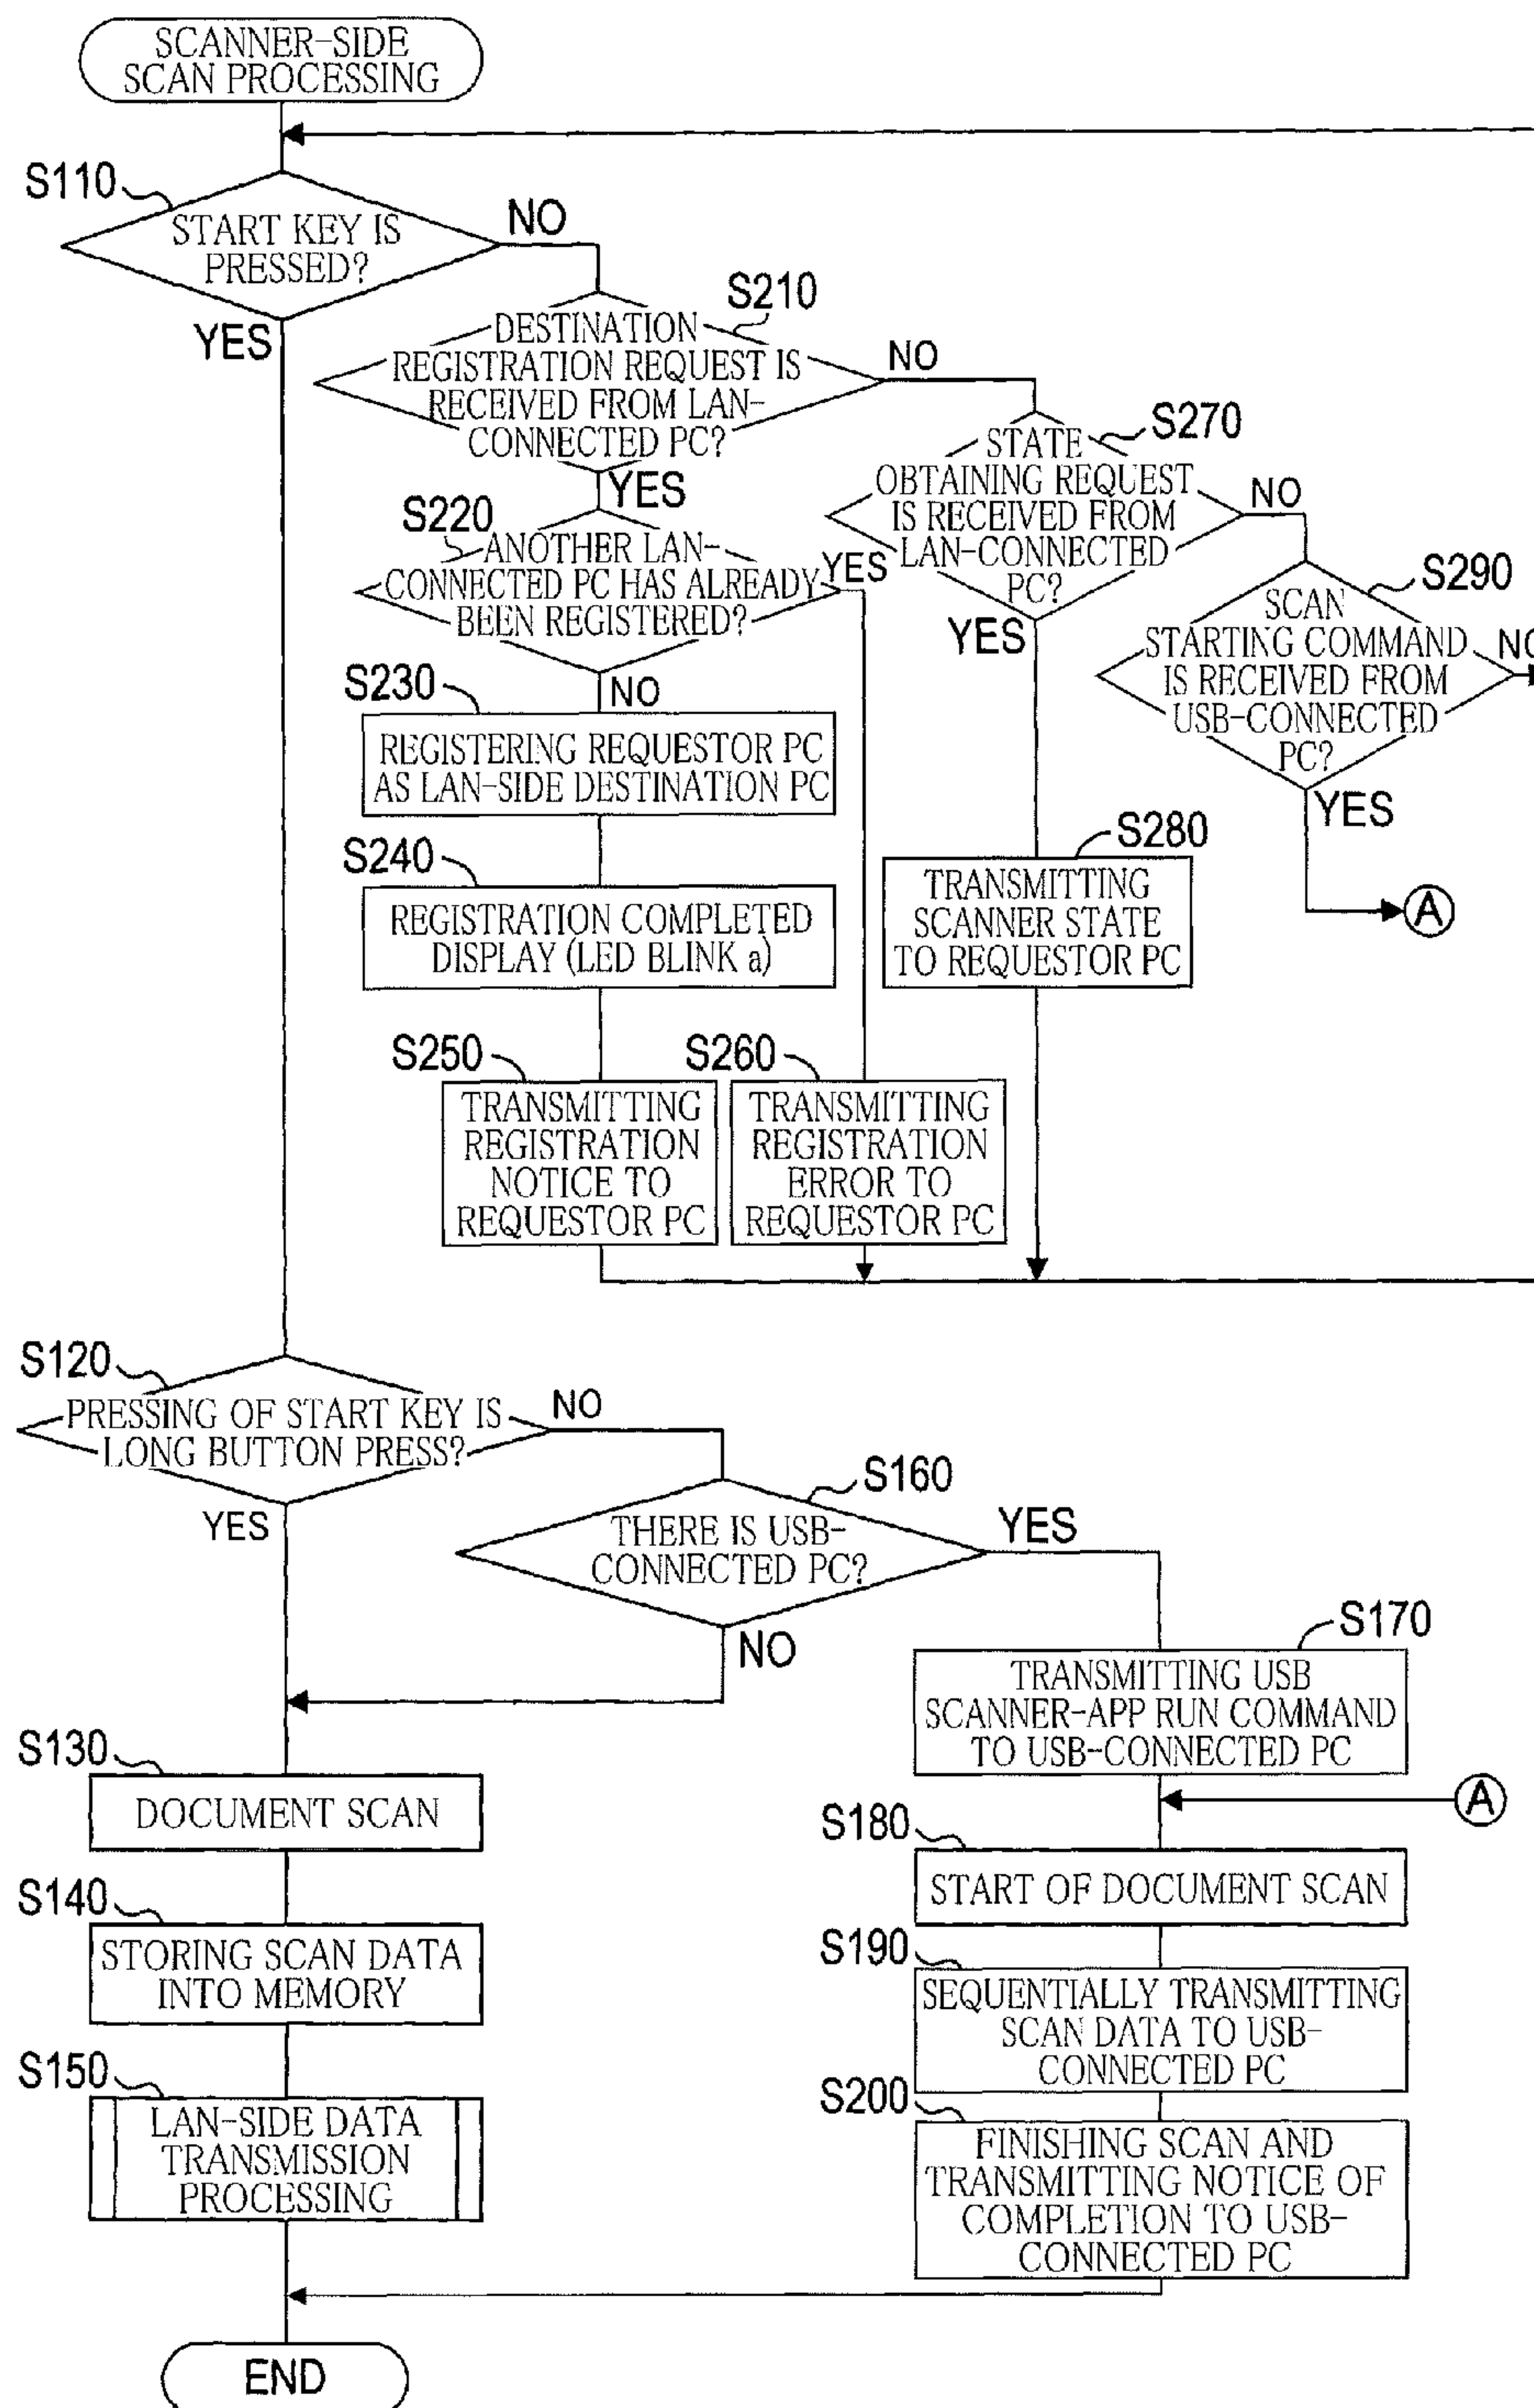 SCANNER-SIDE
SCAN PROCESSING
S110
START KEY IS
PRESSED?
NO
YES
S210
DESTINATION
REGISTRATION REQUEST IS
RECEIVED FROM LAN-
CONNECTED PC?
NO
YES
S270
STATE
OBTAINING REQUEST
IS RECEIVED FROM
LAN-CONNECTED
PC?
NO
YES
S220
ANOTHER LAN-
CONNECTED PC HAS ALREADY
BEEN REGISTERED?
YES
NO
S290
SCAN
STARTING COMMAND
IS RECEIVED FROM
USB-CONNECTED
PC?
NO
YES
A
S230
REGISTERING REQUESTOR PC
AS LAN-SIDE DESTINATION PC
S240
REGISTRATION COMPLETED
DISPLAY (LED BLINK a)
S280
TRANSMITTING
SCANNER STATE
TO REQUESTOR PC
S250
TRANSMITTING
REGISTRATION
NOTICE TO
REQUESTOR PC
S260
TRANSMITTING
REGISTRATION
ERROR TO
REQUESTOR PC
S120
PRESSING OF START KEY IS
LONG BUTTON PRESS?
NO
YES
S160
THERE IS USB-
CONNECTED PC?
YES
NO
S170
TRANSMITTING USB
SCANNER-APP RUN COMMAND
TO USB-CONNECTED PC
A
S130
DOCUMENT SCAN
S180
START OF DOCUMENT SCAN
S140
STORING SCAN DATA
INTO MEMORY
S190
SEQUENTIALLY TRANSMITTING
SCAN DATA TO USB-
CONNECTED PC
S150
LAN-SIDE DATA
TRANSMISSION
PROCESSING
S200
FINISHING SCAN AND
TRANSMITTING NOTICE OF
COMPLETION TO USB-
CONNECTED PC
END